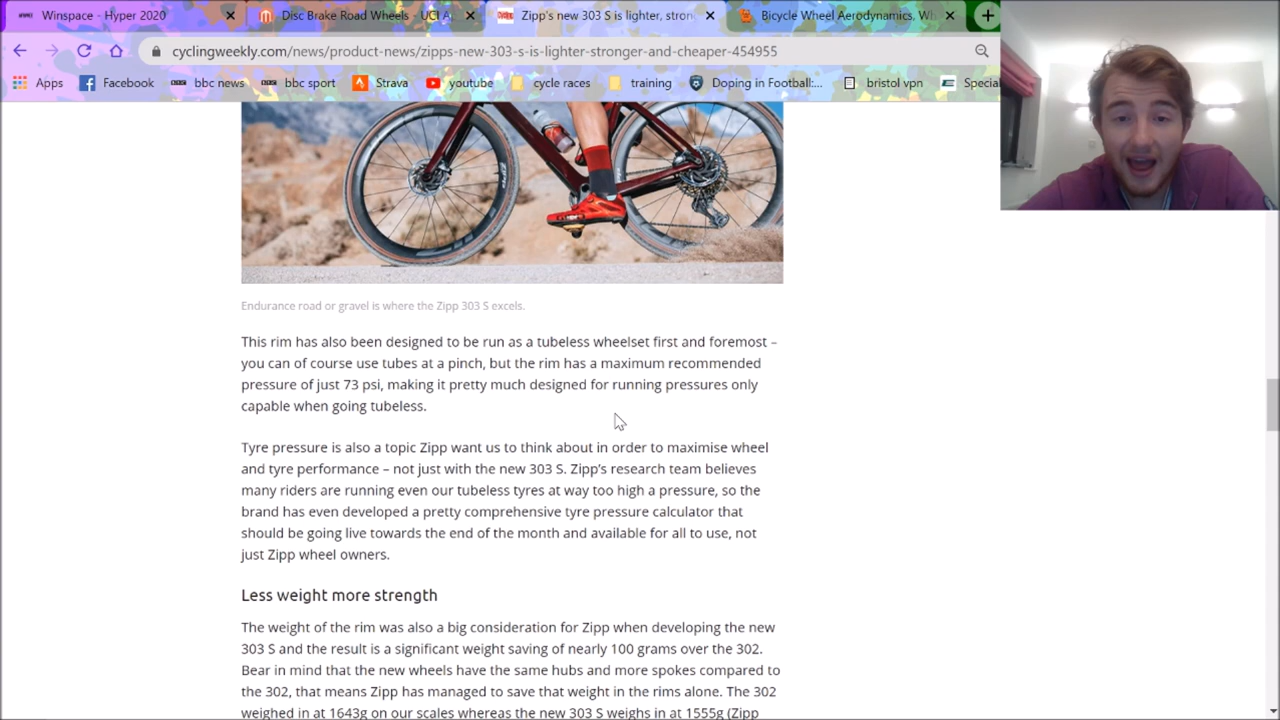 Winspace - Hyper 2020
Disc Brake Road Wheels - UCI A
Zipp's new 303 S is lighter, stron
Bicycle Wheel Aerodynamics, Wh
cyclingweekly.com/news/product-news/zipps-new-303-s-is-lighter-stronger-and-cheaper-454955
Apps
Facebook
bbc news
bbc sport
Strava
youtube
cycle races
training
Doping in Football:...
bristol vpn
Special
Endurance road or gravel is where the Zipp 303 S excels.
This rim has also been designed to be run as a tubeless wheelset first and foremost –
you can of course use tubes at a pinch, but the rim has a maximum recommended
pressure of just 73 psi, making it pretty much designed for running pressures only
capable when going tubeless.
Tyre pressure is also a topic Zipp want us to think about in order to maximise wheel
and tyre performance – not just with the new 303 S. Zipp's research team believes
many riders are running even our tubeless tyres at way too high a pressure, so the
brand has even developed a pretty comprehensive tyre pressure calculator that
should be going live towards the end of the month and available for all to use, not
just Zipp wheel owners.
Less weight more strength
The weight of the rim was also a big consideration for Zipp when developing the new
303 S and the result is a significant weight saving of nearly 100 grams over the 302.
Bear in mind that the new wheels have the same hubs and more spokes compared to
the 302, that means Zipp has managed to save that weight in the rims alone. The 302
weighed in at 1643g on our scales whereas the new 303 S weighs in at 1555g (Zipp